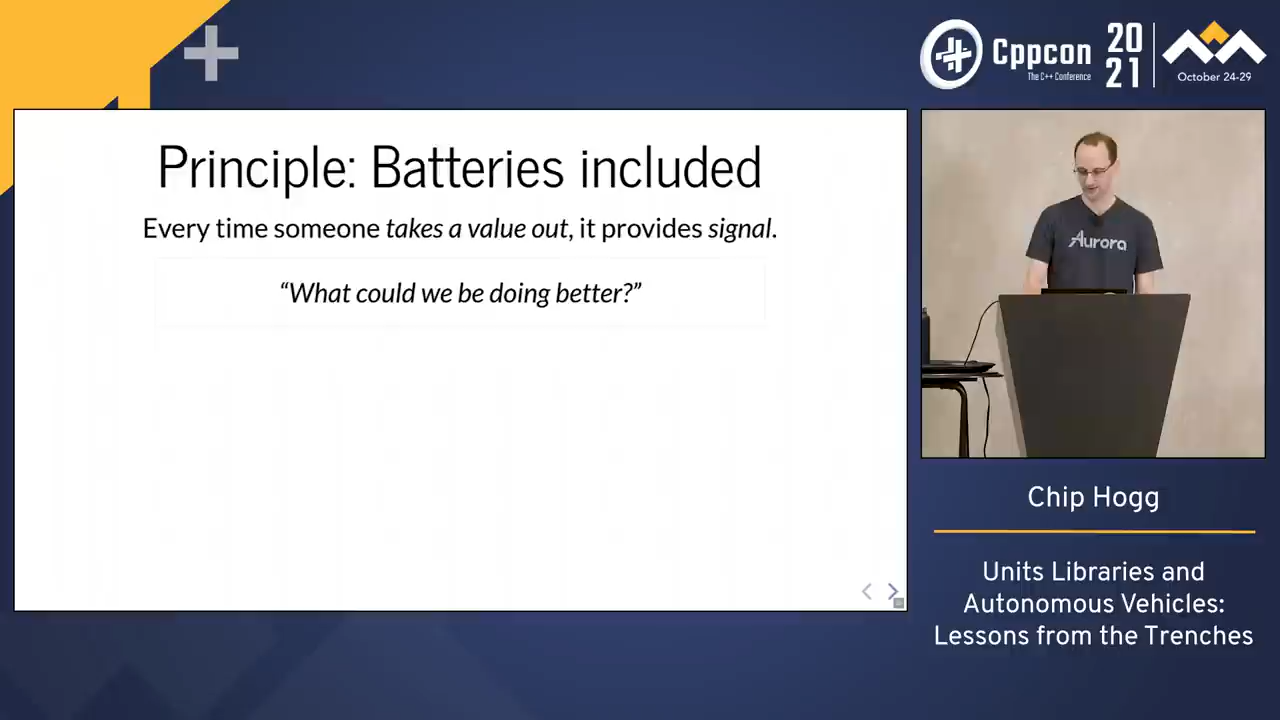 Cppcon
The C++ Conference
20
21
October 24-29
Principle: Batteries included
Every time someone takes a value out, it provides signal.
“What could we be doing better?”
Aurora
Chip Hogg
Units Libraries and
Autonomous Vehicles:
Lessons from the Trenches